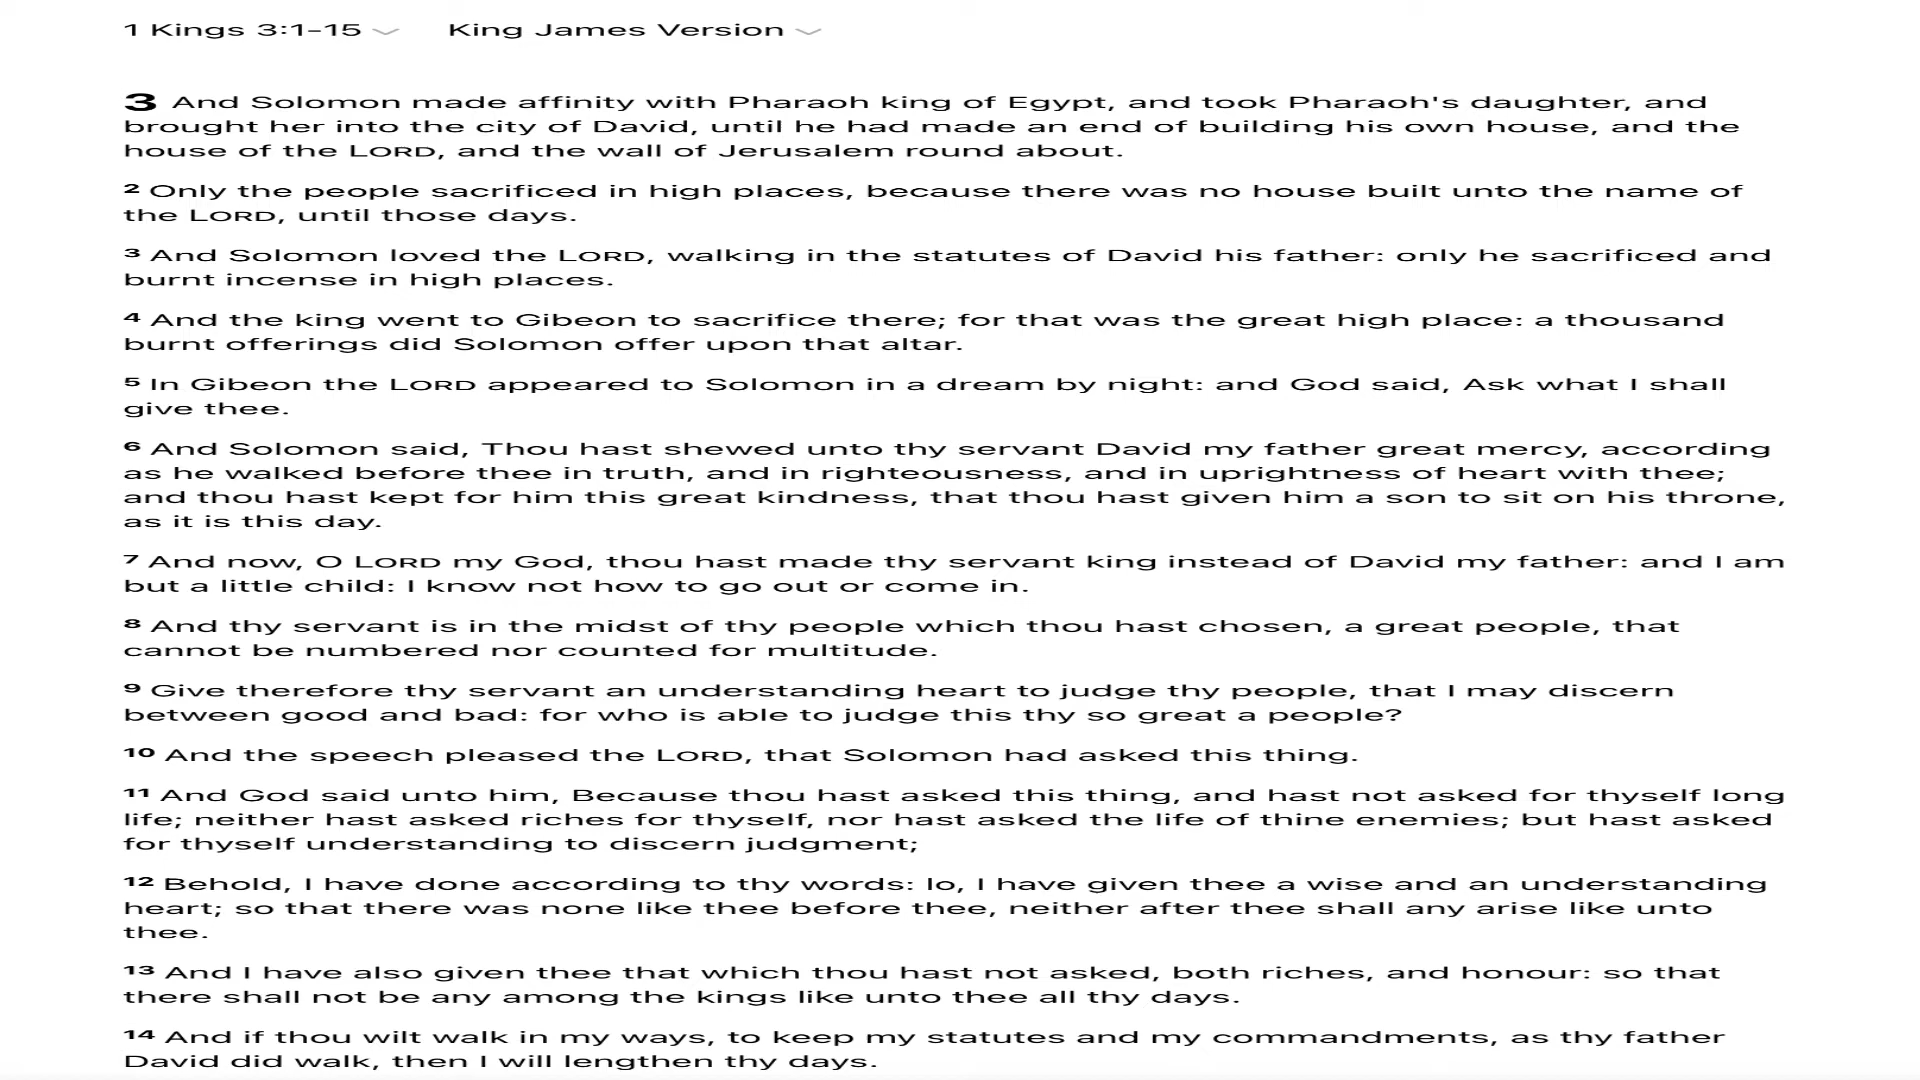 1 Kings 3:1-15 King James Version
3 And Solomon made affinity with Pharaoh king of Egypt, and took Pharaoh's daughter, and
brought her into the city of David, until he had made an end of building his own house, and the
house of the LORD, and the wall of Jerusalem round about.
2 Only the people sacrificed in high places, because there was no house built unto the name of
the LORD, until those days.
3 And Solomon loved the LORD, walking in the statutes of David his father: only he sacrificed and
burnt incense in high places.
4 And the king went to Gibeon to sacrifice there; for that was the great high place: a thousand
burnt offerings did Solomon offer upon that altar.
5 In Gibeon the LORD appeared to Solomon in a dream by night: and God said, Ask what I shall
give thee.
6 And Solomon said, Thou hast shewed unto thy servant David my father great mercy, according
as he walked before thee in truth, and in righteousness, and in uprightness of heart with thee;
and thou hast kept for him this great kindness, that thou hast given him a son to sit on his throne,
as it is this day.
7 And now, O LORD my God, thou hast made thy servant king instead of David my father: and I am
but a little child: I know not how to go out or come in.
8 And thy servant is in the midst of thy people which thou hast chosen, a great people, that
cannot be numbered nor counted for multitude.
9 Give therefore thy servant an understanding heart to judge thy people, that I may discern
between good and bad: for who is able to judge this thy so great a people?
10 And the speech pleased the LORD, that Solomon had asked this thing.
11 And God said unto him, Because thou hast asked this thing, and hast not asked for thyself long
life; neither hast asked riches for thyself, nor hast asked the life of thine enemies; but hast asked
for thyself understanding to discern judgment;
12 Behold, I have done according to thy words: lo, I have given thee a wise and an understanding
heart; so that there was none like thee before thee, neither after thee shall any arise like unto
thee.
13 And I have also given thee that which thou hast not asked, both riches, and honour: so that
there shall not be any among the kings like unto thee all thy days.
14 And if thou wilt walk in my ways, to keep my statutes and my commandments, as thy father
David did walk, then I will lengthen thy days.